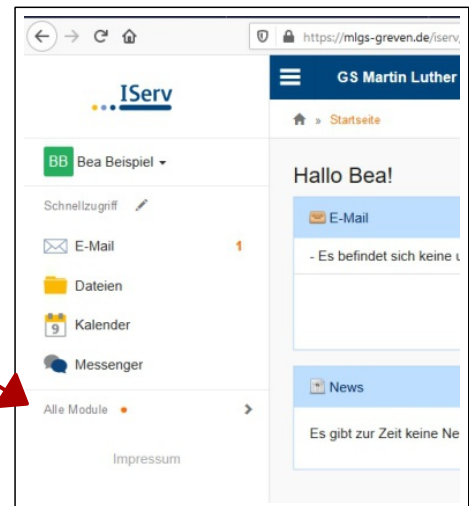 https://mlgs-greven.de/iserv
IServ
BB Bea Beispiel
Schnellzugriff
E-Mail 1
Dateien
9 Kalender
Messenger
Alle Module
Impressum
GS Martin Luther
» Startseite
Hallo Bea!
E-Mail
- Es befindet sich keine
News
Es gibt zur Zeit keine Ne